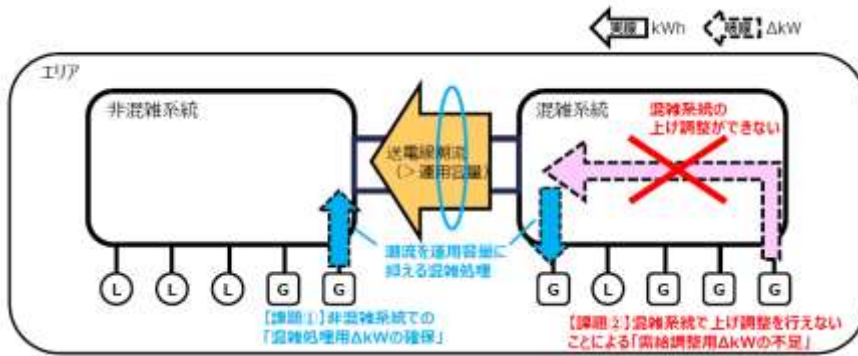 実線 kWh 破線 ΔkW
エリア
非混雑系統
混雑系統
混雑系統の
上げ調整ができない
送電線潮流
(>運用容量)
潮流を運用容量に
抑える混雑処理
L L L G G
G L G G G
【課題①】非混雑系統での
「混雑処理用ΔkWの確保」
【課題②】混雑系統で上げ調整を行えない
ことによる「需給調整用ΔkWの不足」